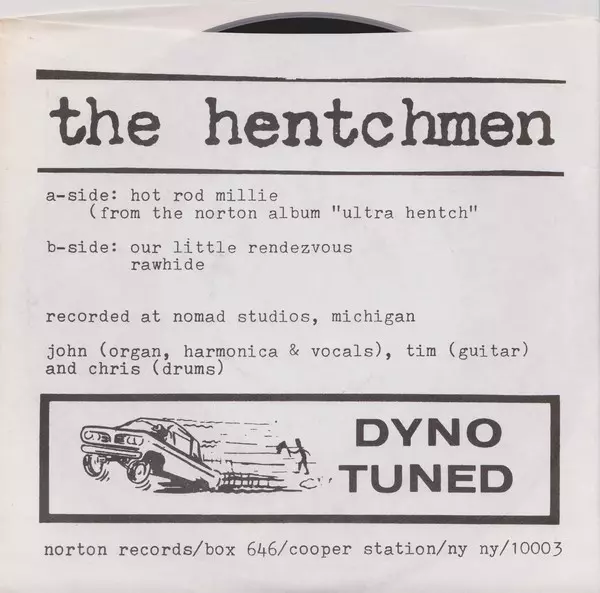 the hentchmen
a-side: hot rod millie
(from the norton album "ultra hentch"
b-side: our little rendezvous
rawhide
recorded at nomad studios, michigan
john (organ, harmonica & vocals), tim (guitar)
and chris (drums)
DYNO
TUNED
norton records/box 646/cooper station/ny ny/10003